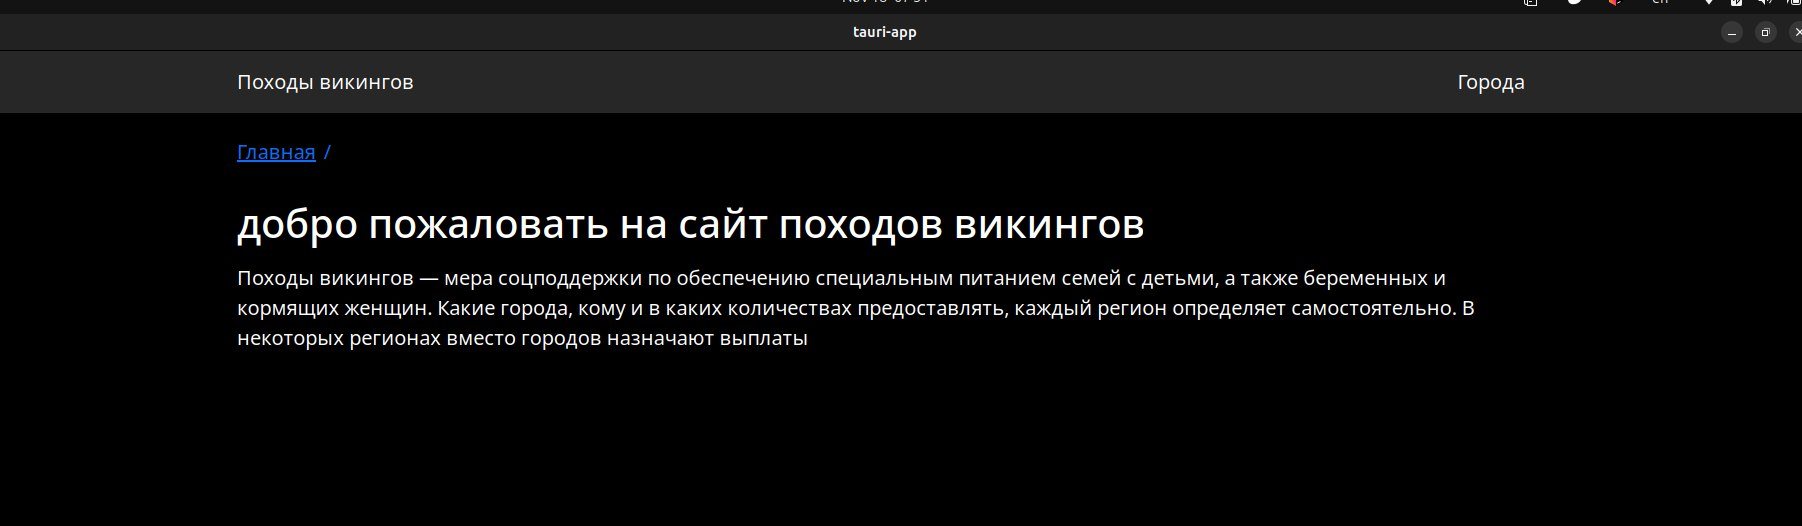 tauri-app
Походы викингов
Города
Главная /
добро пожаловать на сайт походов викингов
Походы викингов — мера соцподдержки по обеспечению специальным питанием семей с детьми, а также беременных и
кормящих женщин. Какие города, кому и в каких количествах предоставлять, каждый регион определяет самостоятельно. В
некоторых регионах вместо городов назначают выплаты